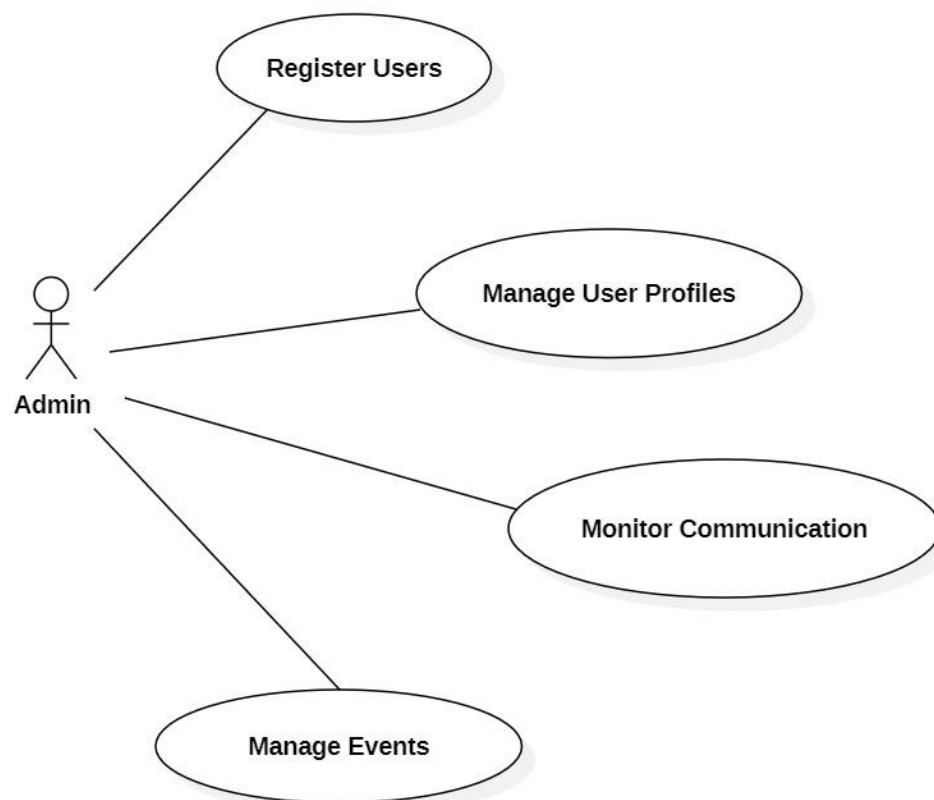 Register Users
Manage User Profiles
Admin
Monitor Communication
Manage Events